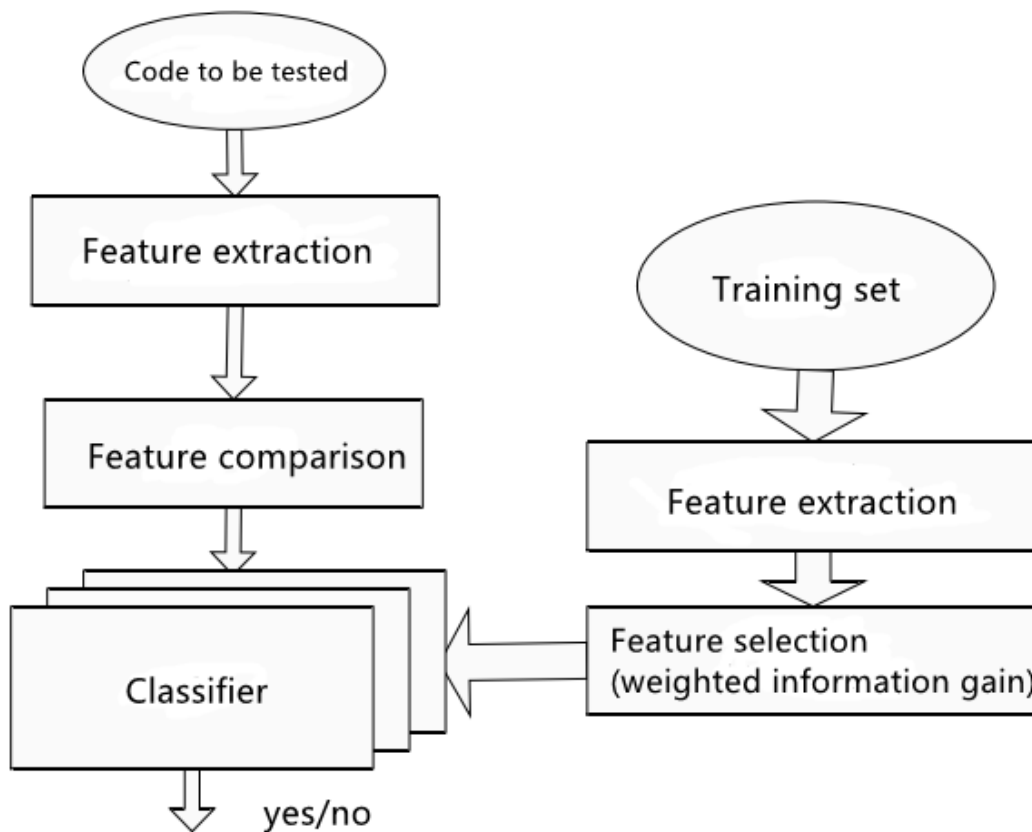 Code to be tested
Feature extraction
Training set
Feature comparison
Feature extraction
Feature selection
(weighted information gain)
Classifier
yes/no